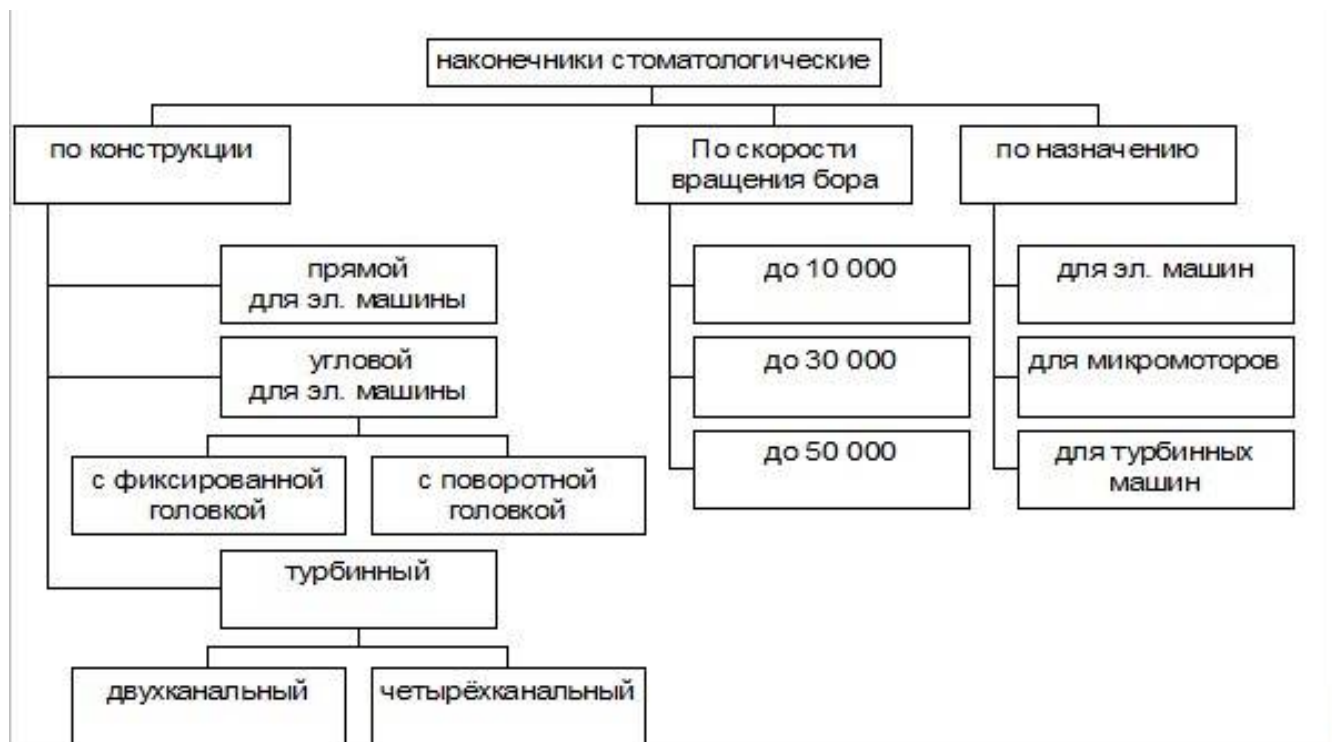 наконечники стоматологические
по конструкции
По скорости
вращения бора
по назначению
прямой
для эл. машины
угловой
для эл. машины
с фиксированной
головкой
с поворотной
головкой
турбинный
двухканальный
четырёхканальный
до 10 000
до 30 000
до 50 000
для эл. машин
для микромоторов
для турбинных
машин